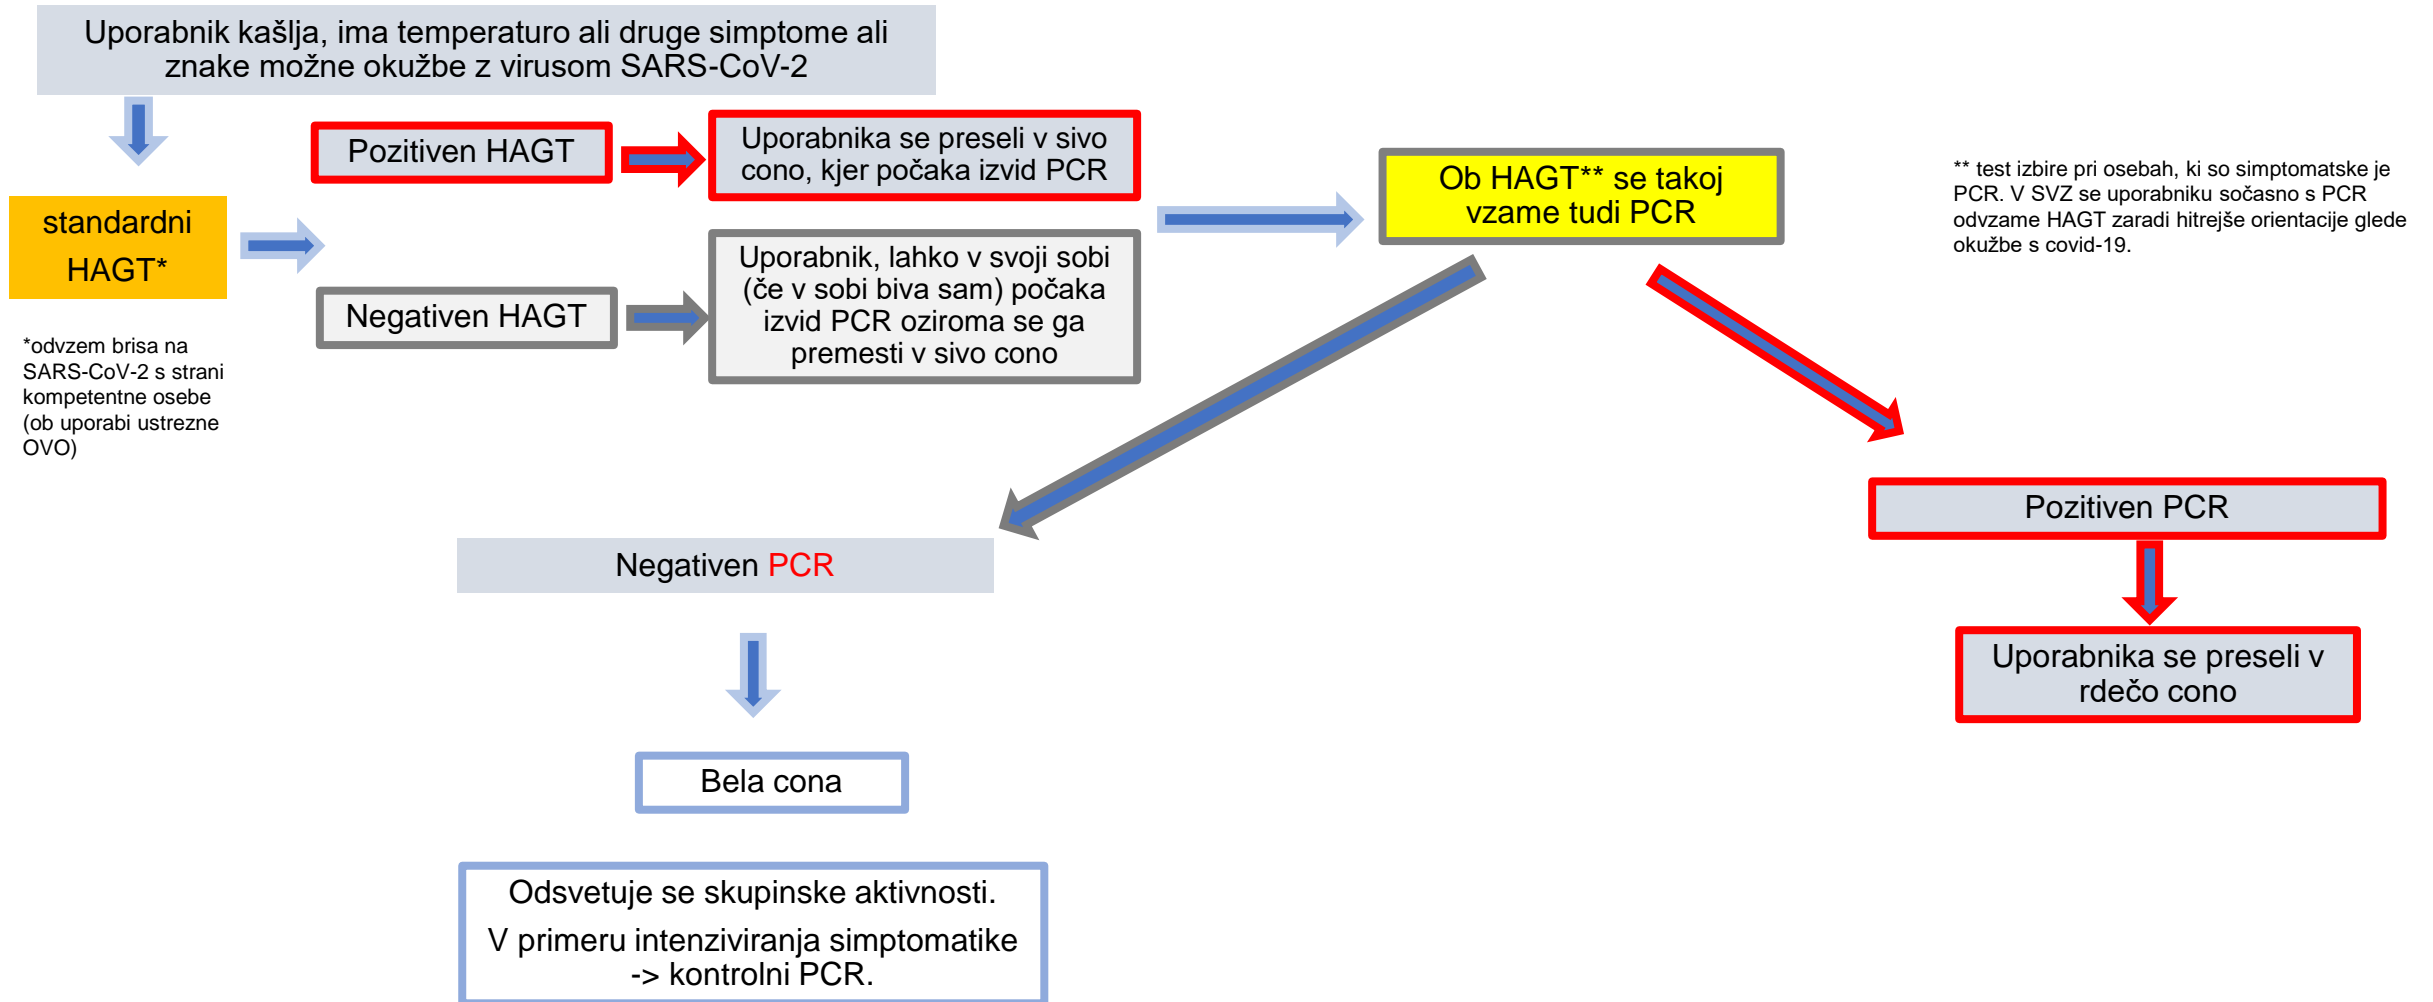 Uporabnik kašlja, ima temperaturo ali druge simptome ali
znake možne okužbe z virusom SARS-CoV-2
standardni
HAGT*
*odvzem brisa na
SARS-CoV-2 s strani
kompetentne osebe
(ob uporabi ustrezne
OVO)
Pozitiven HAGT
Uporabnika se preseli v sivo
cono, kjer počaka izvid PCR
Negativen HAGT
Uporabnik, lahko v svoji sobi
(če v sobi biva sam) počaka
izvid PCR oziroma se ga
premesti v sivo cono
Ob HAGT** se takoj
vzame tudi PCR
** test izbire pri osebah, ki so simptomatske je
PCR. V SVZ se uporabniku sočasno s PCR
odvzame HAGT zaradi hitrejše orientacije glede
okužbe s covid-19.
Negativen PCR
Bela cona
Odsvetuje se skupinske aktivnosti.
V primeru intenziviranja simptomatike
-> kontrolni PCR.
Pozitiven PCR
Uporabnika se preseli v
rdečo cono